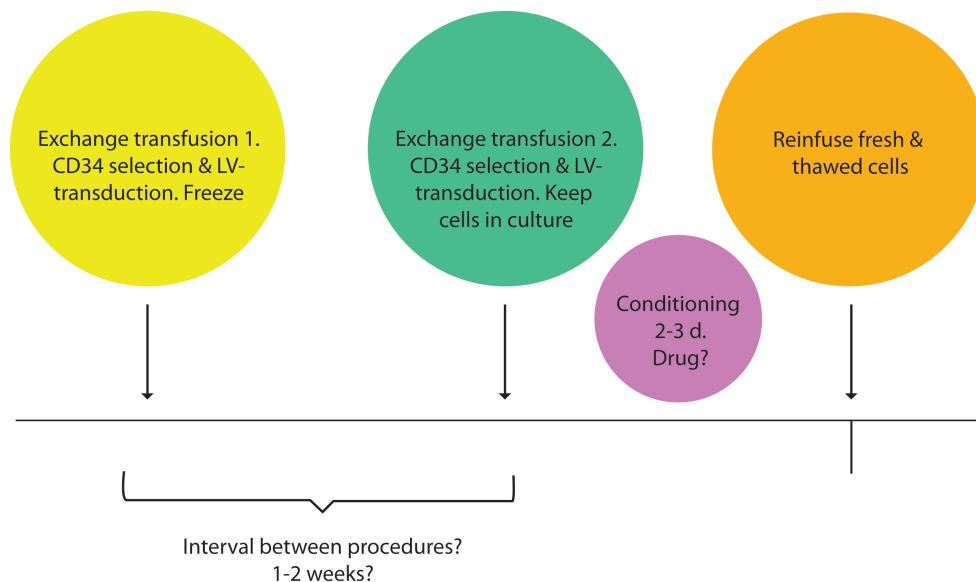 Exchange transfusion 1.
CD34 selection & LV-
transduction. Freeze
Exchange transfusion 2.
CD34 selection & LV-
transduction. Keep
cells in culture
Reinfuse fresh &
thawed cells
Conditioning
2-3 d.
Drug?
Interval between procedures?
1-2 weeks?